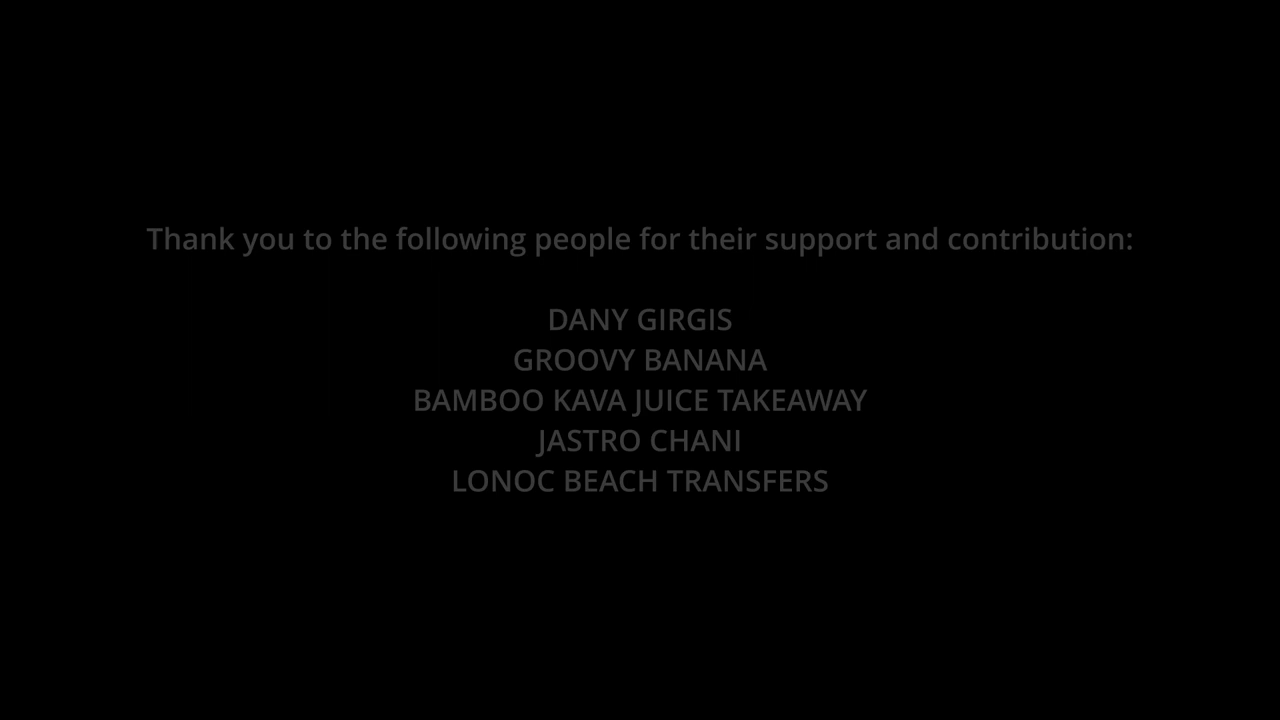 Thank you to the following people for their support and contribution:
DANY GIRGIS
GROOVY BANANA
BAMBOO KAVA JUICE TAKEAWAY
JASTRO CHANI
LONOC BEACH TRANSFERS